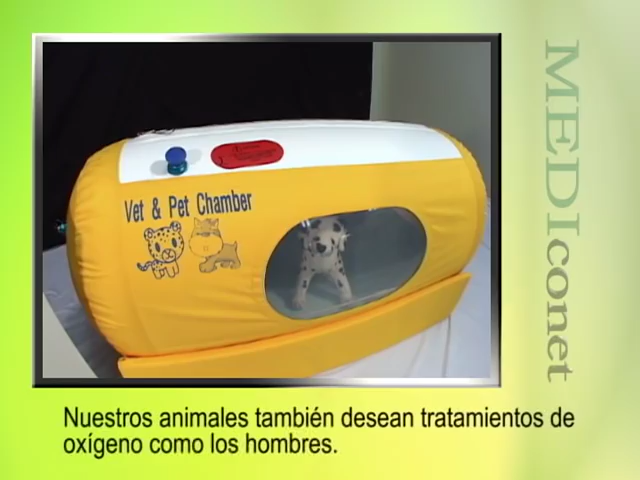 Vet & Pet Chamber
MEDIconet
Nuestros animales también desean tratamientos de
oxígeno como los hombres.